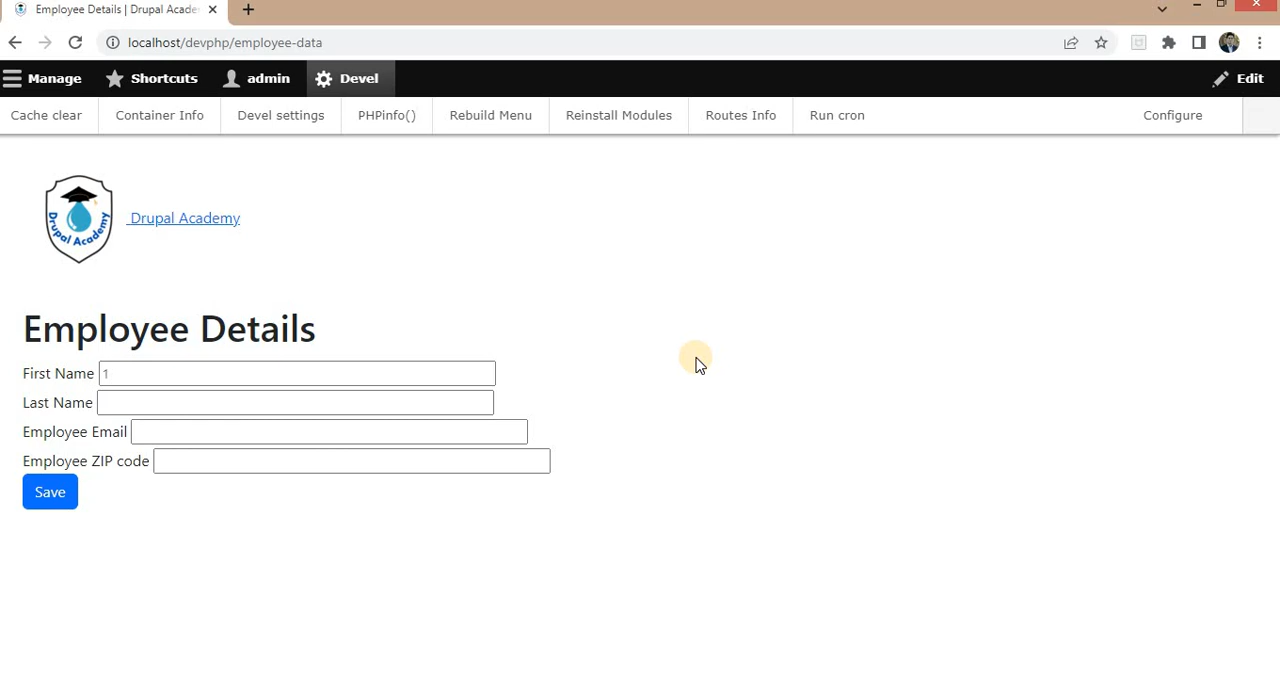 Employee Details | Drupal Acade
localhost/devphp/employee-data
Manage Shortcuts admin Devel Edit
Cache clear Container Info Devel settings PHPinfo() Rebuild Menu Reinstall Modules Routes Info Run cron Configure
Drupal Academy
Drupal Academy
Employee Details
First Name 1
Last Name
Employee Email
Employee ZIP code
Save